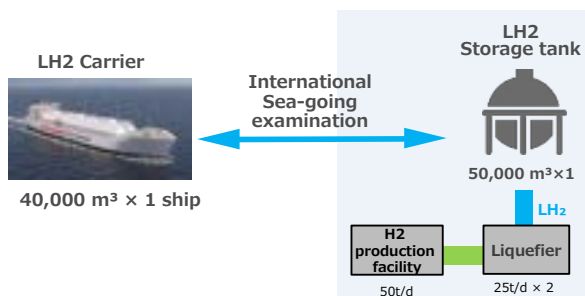 LH2 Carrier
40,000 m³ × 1 ship
International
Sea-going
examination
LH2
Storage tank
50,000 m³×1
LH₂
H2
production
facility
Liquefier
50t/d
25t/d × 2